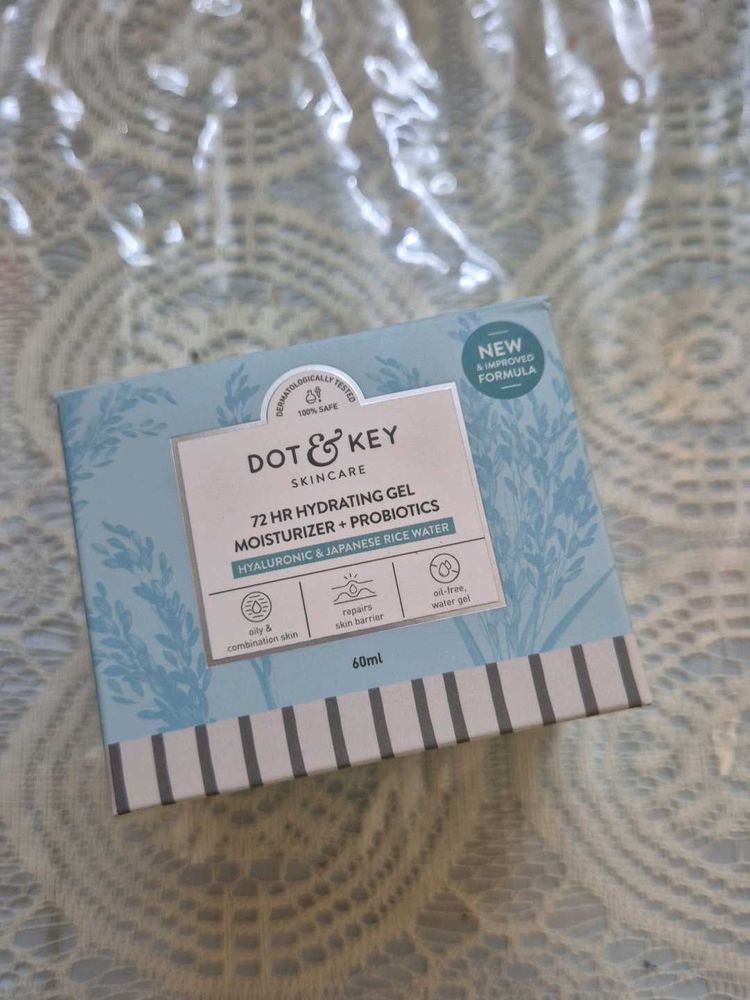 NEW
& IMPROVED
FORMULA
DERMATOLOGICALLY TESTED
100% SAFE
DOT & KEY
SKINCARE
72 HR HYDRATING GEL
MOISTURIZER + PROBIOTICS
HYALURONIC & JAPANESE RICE WATER
oily &
combination skin
repairs
skin barrier
oil-free,
water gel
60ml